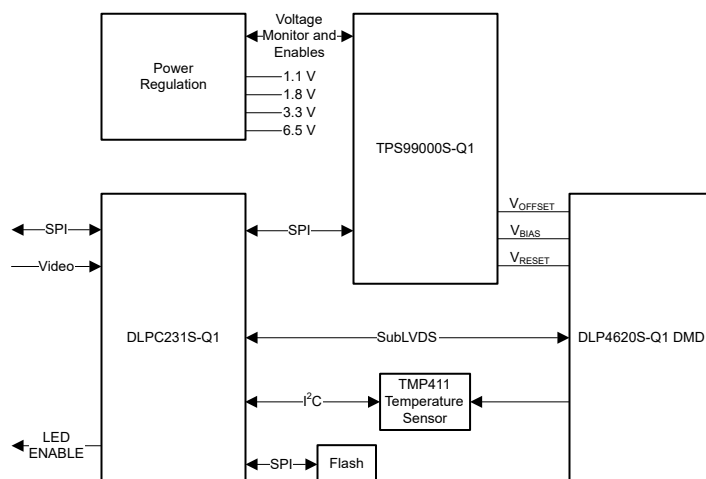 Voltage
Monitor and
Enables
Power
Regulation
1.1 V
1.8 V
3.3 V
6.5 V
TPS99000S-Q1
SPI
SPI
Video
VOFFSET
VBIAS
VRESET
DLPC231S-Q1
SubLVDS
DLP4620S-Q1 DMD
I²C
TMP411
Temperature
Sensor
LED
ENABLE
SPI
Flash